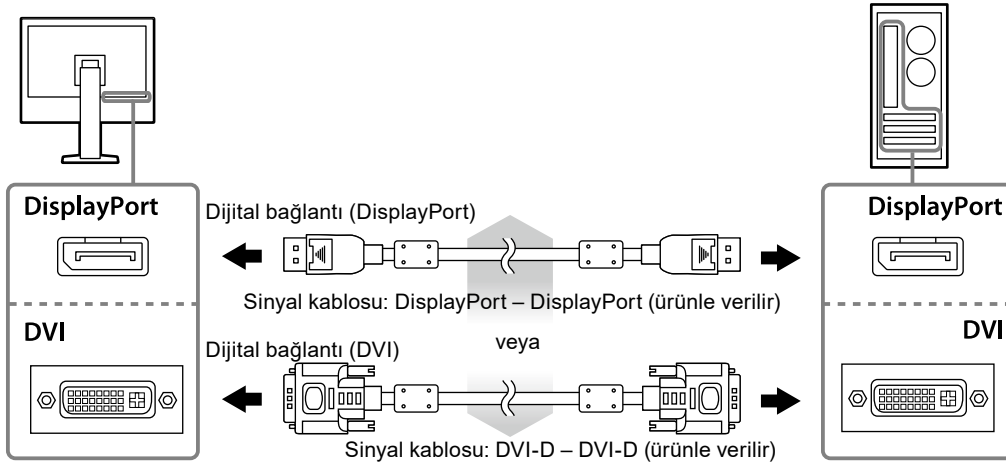 DisplayPort
DisplayPort
Dijital bağlantı (DisplayPort)
Sinyal kablosu: DisplayPort – DisplayPort (ürünle verilir)
veya
DVI
DVI
Dijital bağlantı (DVI)
Sinyal kablosu: DVI-D – DVI-D (ürünle verilir)